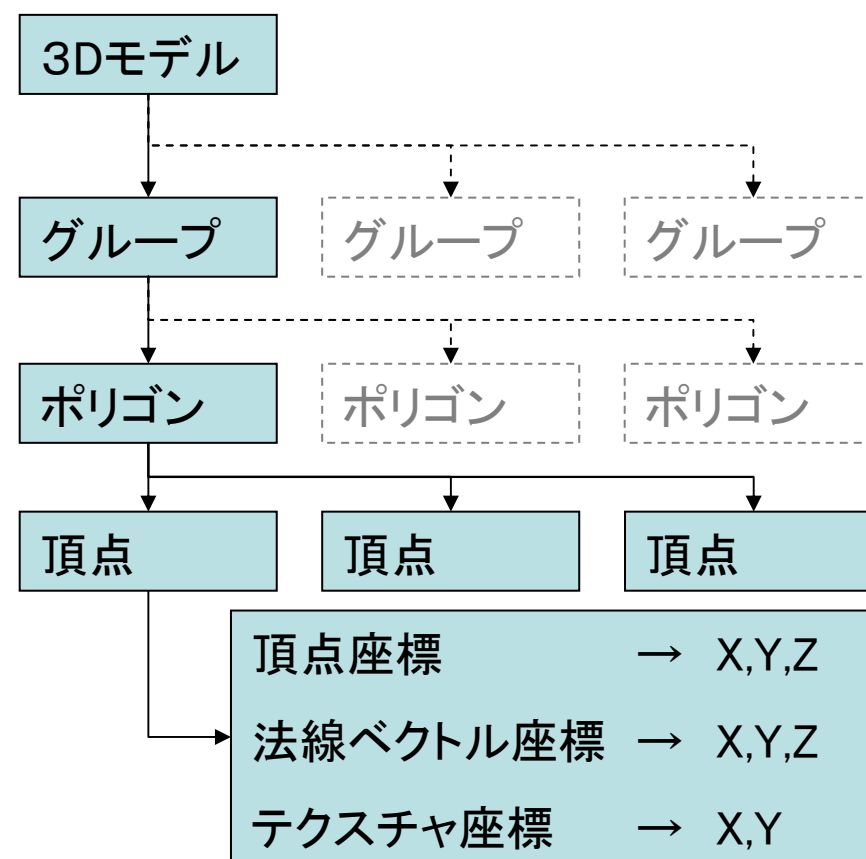 3Dモデル
グループ グループ グループ
ポリゴン ポリゴン ポリゴン
頂点 頂点 頂点
頂点座標 → X,Y,Z
法線ベクトル座標 → X,Y,Z
テクスチャ座標 → X,Y